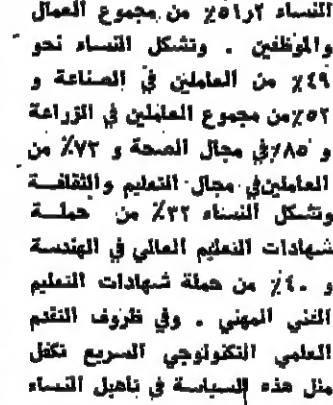 النساء ٥١٫٢٪ من مجموع العمال
والموظفين . وتشكل النساء نحو
٤٩٪ من العاملين في الصناعة و
٥٢٪ من مجموع العاملين في الزراعة
و ٨٥٪ في مجال الصحة و ٧٣٪ من
العاملين في مجال التعليم والثقافة
وتشكل النساء ٣٢٪ من حملة
شهادات التعليم العالي في الهندسة
و ٤٠٪ من حملة شهادات التعليم
الفني المهني . وفي ظروف التقدم
العلمي التكنولوجي السريع تكفل
مثل هذه السياسة في تأهيل النساء